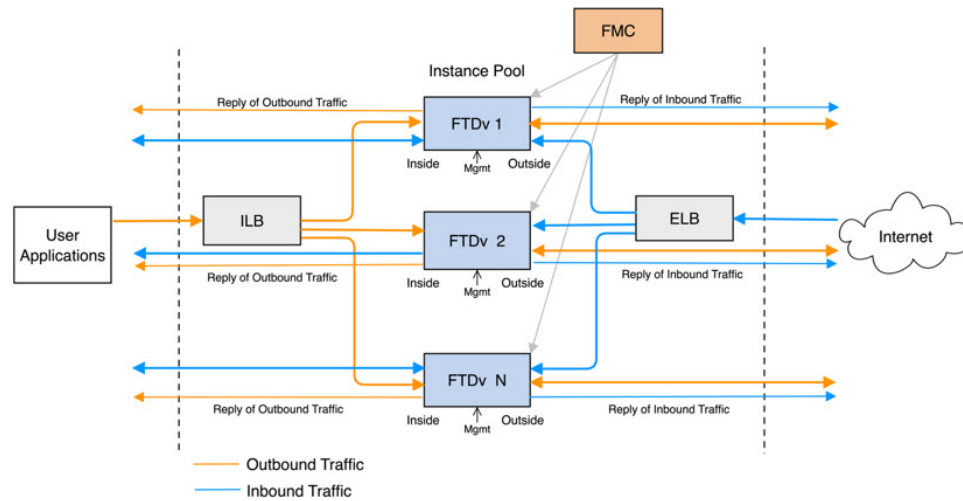 FMC
Instance Pool
Reply of Outbound Traffic
FTDv 1
Reply of Inbound Traffic
Inside
Mgmt
Outside
User
Applications
ILB
FTDv 2
ELB
Internet
Reply of Outbound Traffic
Inside
Mgmt
Outside
Reply of Inbound Traffic
FTDv N
Reply of Outbound Traffic
Inside
Mgmt
Outside
Reply of Inbound Traffic
Outbound Traffic
Inbound Traffic